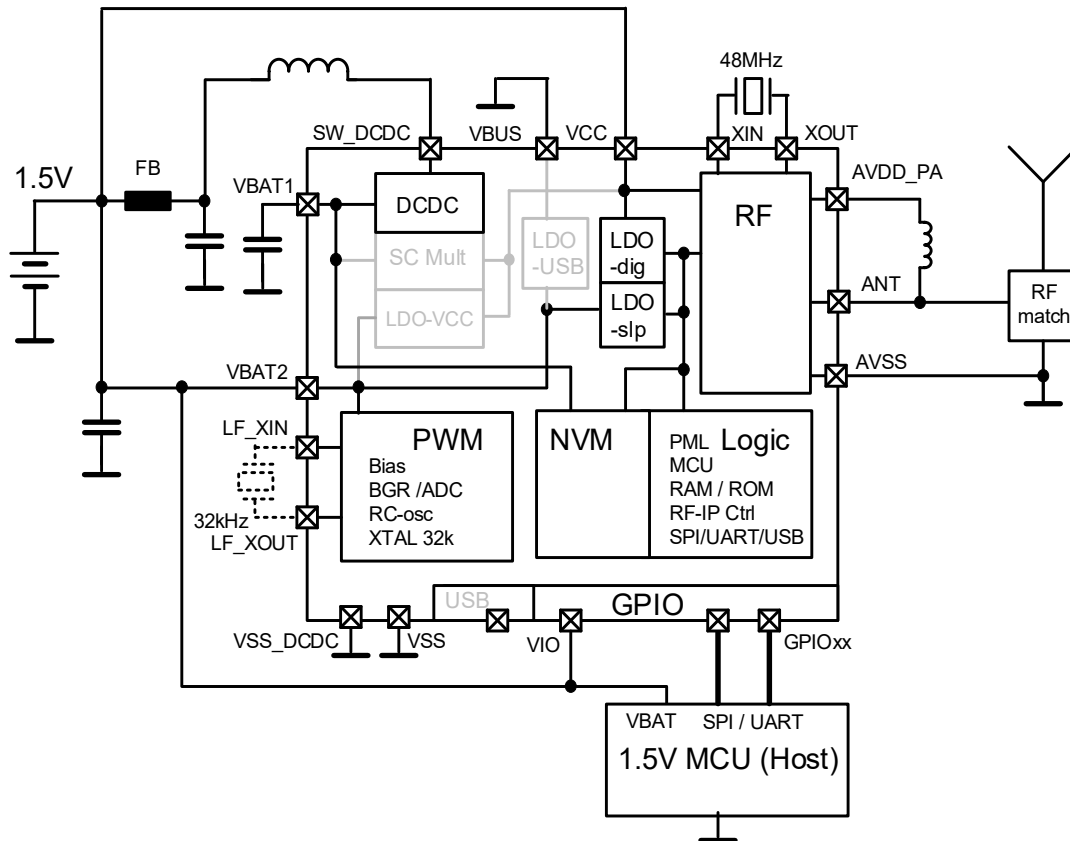 48MHz
SW_DCDC
VBUS
VCC
XIN
XOUT
1.5V
FB
VBAT1
AVDD_PA
DCDC
SC Mult
LDO-VCC
LDO
-USB
LDO
-dig
LDO
-slp
RF
ANT
RF
match
AVSS
VBAT2
LF_XIN
32kHz
LF_XOUT
PWM
Bias
BGR /ADC
RC-osc
XTAL 32k
NVM
Logic
PML
MCU
RAM / ROM
RF-IP Ctrl
SPI/UART/USB
USB
GPIO
VSS_DCDC
VSS
VIO
GPIOxx
VBAT
SPI / UART
1.5V MCU (Host)